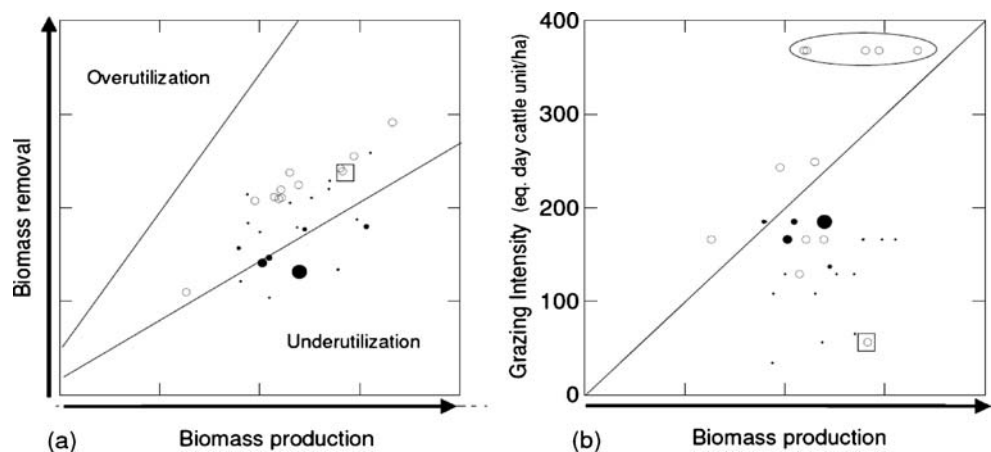 Overutilization
Underutilization
Biomass removal
Biomass production
(a)
400
300
200
100
0
Grazing Intensity (eq. day cattle unit/ha)
Biomass production
(b)